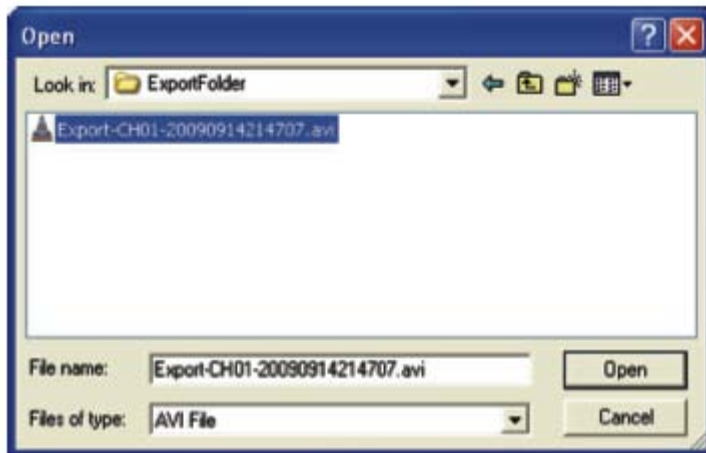 Open
Look in: ExportFolder
Export-CH01-20090914214707.avi
File name: Export-CH01-20090914214707.avi Open
Files of type: AVI File Cancel